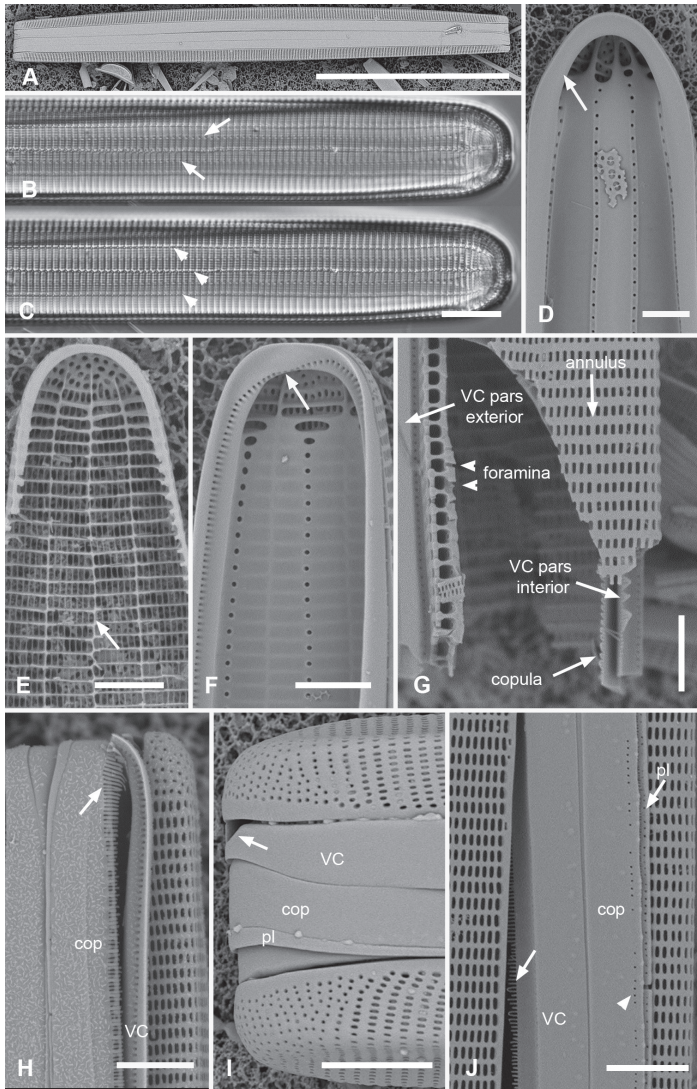 A
B
C
D
E
F
VC pars
exterior
foramina
annulus
VC pars
interior
copula
G
cop
VC
H
VC
cop
pl
I
pl
cop
VC
J